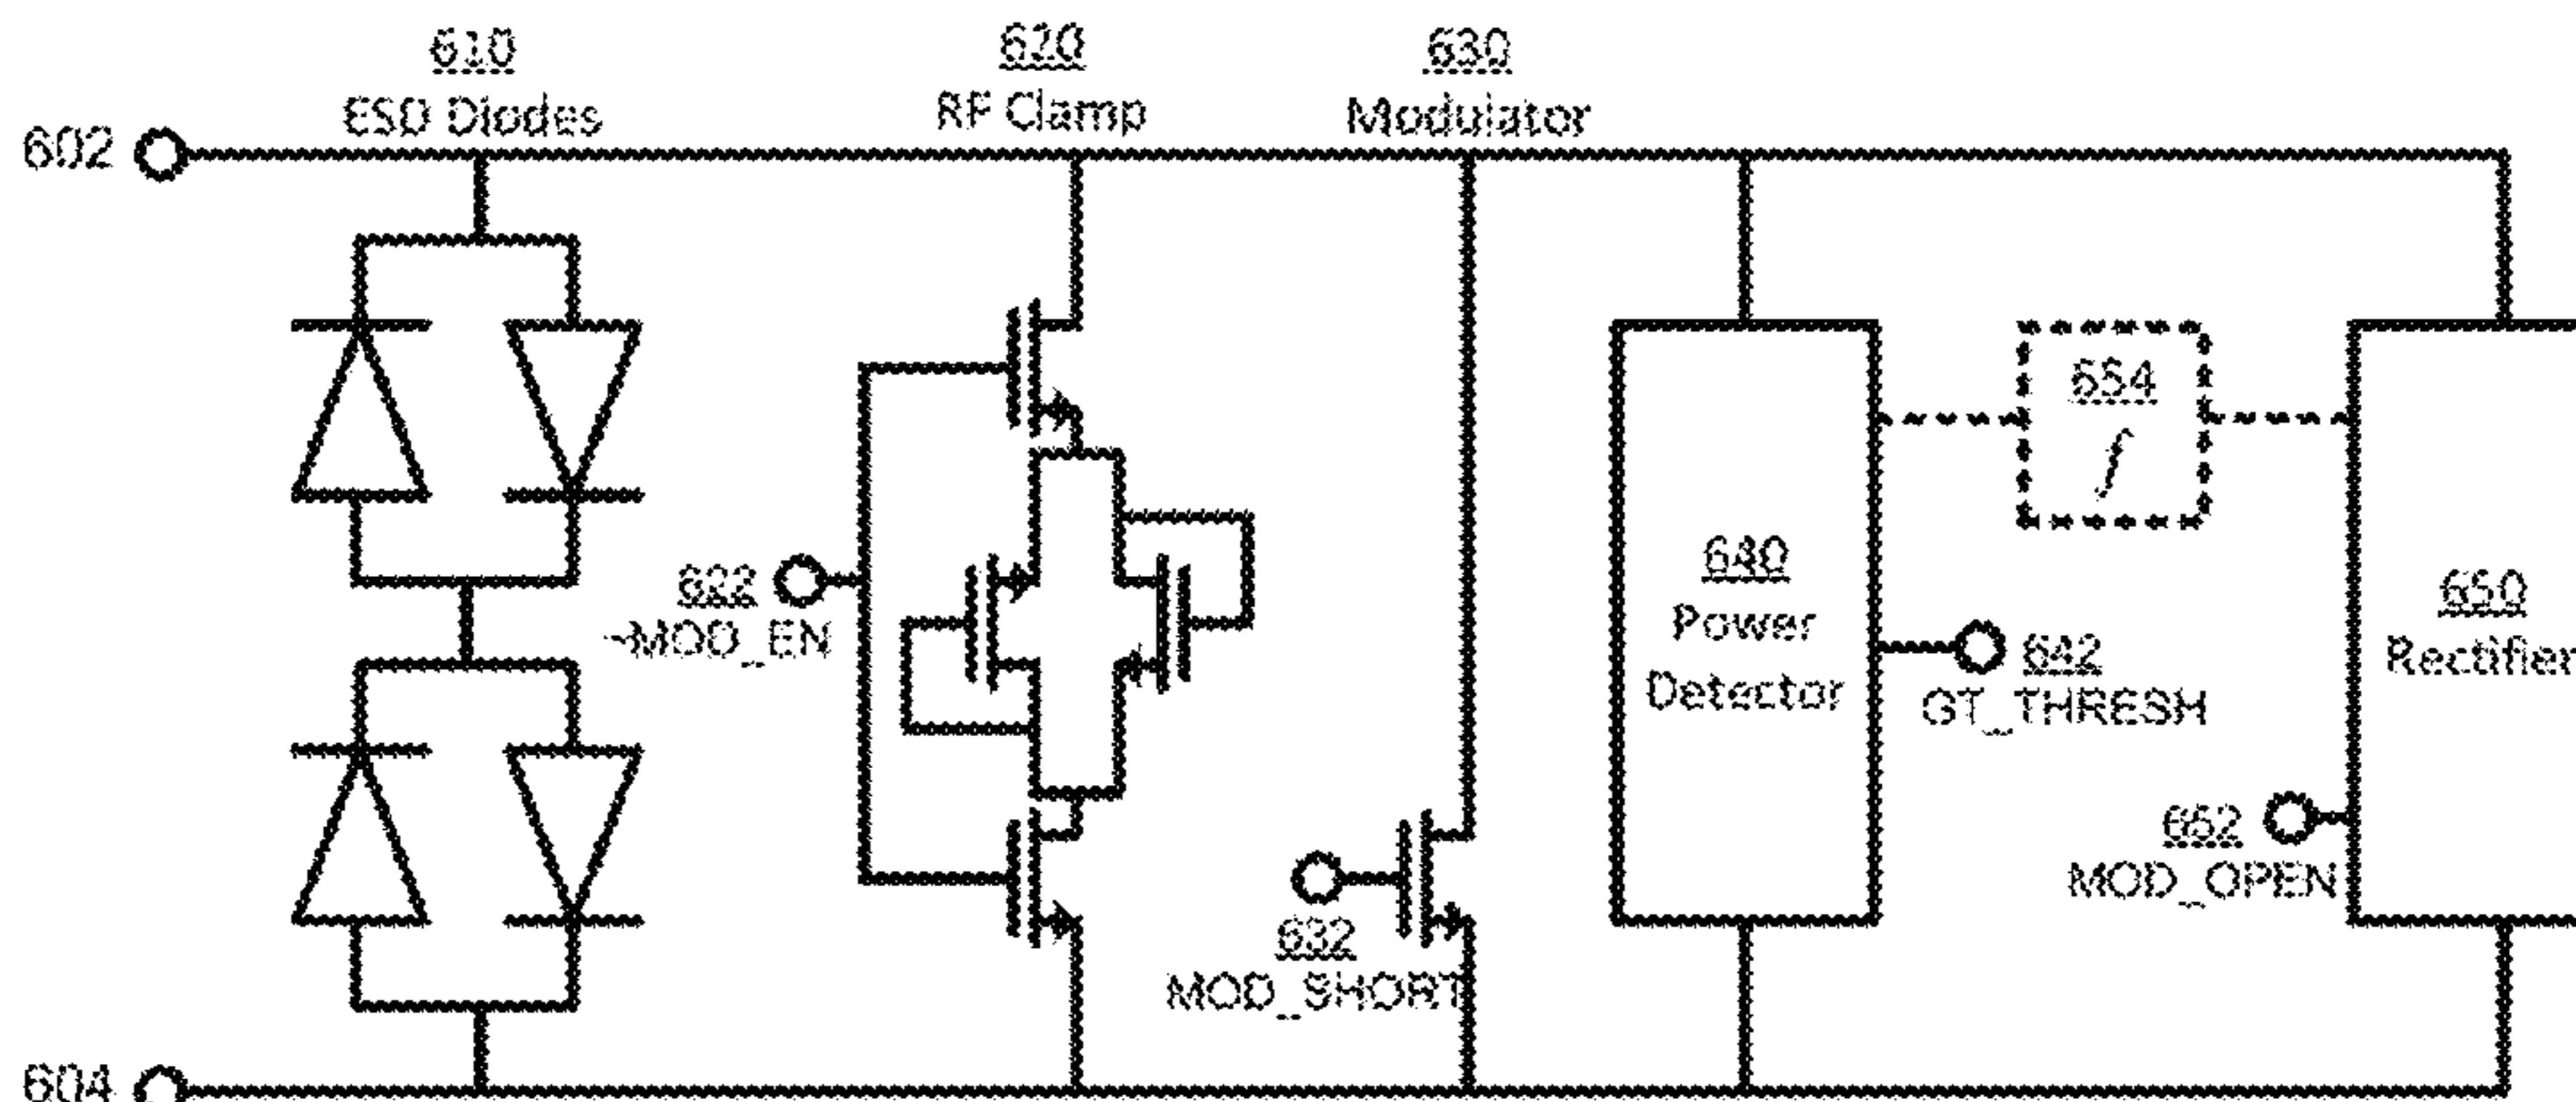 610
ESD Diodes
620
RF Clamp
630
Modulator
602
654
f
622
~MOD_EN
640
Power
Detector
642
GT_THRESH
650
Rectifier
652
MOD_OPEN
632
MOD_SHORT
604